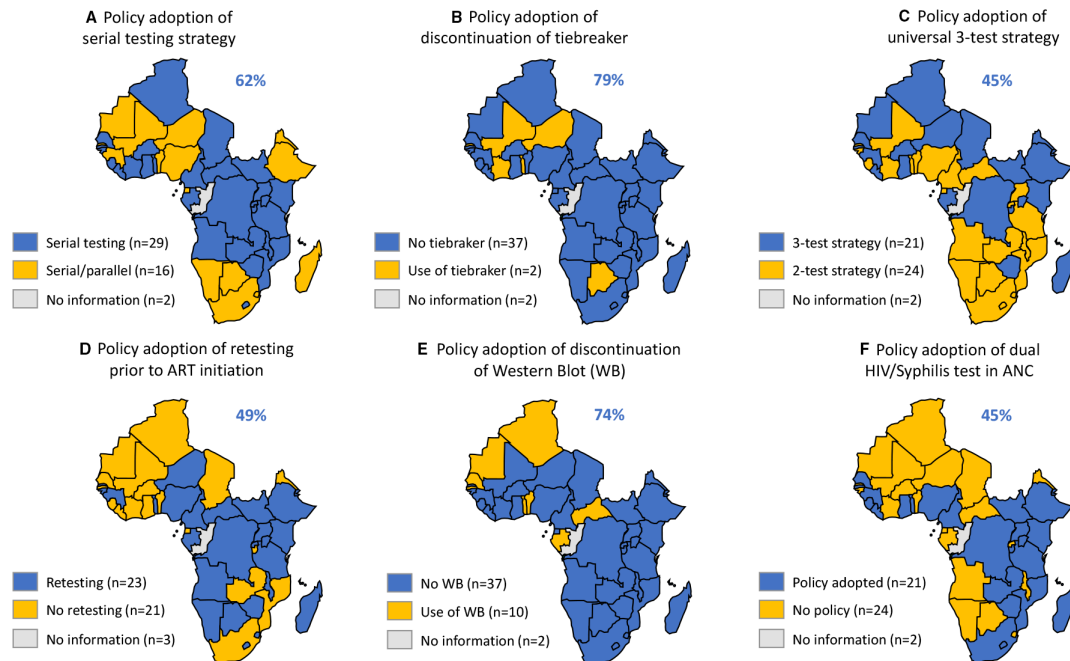 A Policy adoption of
serial testing strategy
62%
Serial testing (n=29)
Serial/parallel (n=16)
No information (n=2)
B Policy adoption of
discontinuation of tiebreaker
79%
No tiebraker (n=37)
Use of tiebraker (n=2)
No information (n=2)
C Policy adoption of
universal 3-test strategy
45%
3-test strategy (n=21)
2-test strategy (n=24)
No information (n=2)
D Policy adoption of retesting
prior to ART initiation
49%
Retesting (n=23)
No retesting (n=21)
No information (n=3)
E Policy adoption of discontinuation
of Western Blot (WB)
74%
No WB (n=37)
Use of WB (n=10)
No information (n=2)
F Policy adoption of dual
HIV/Syphilis test in ANC
45%
Policy adopted (n=21)
No policy (n=24)
No information (n=2)